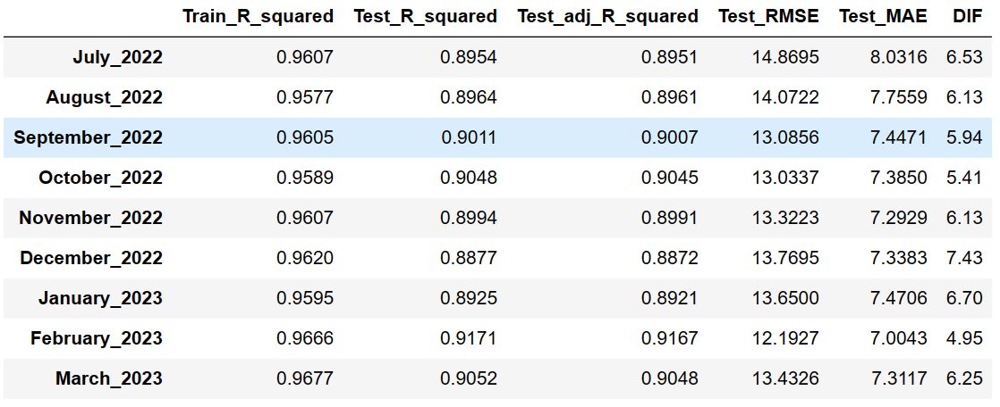 Train_R_squared Test_R_squared Test_adj_R_squared Test_RMSE Test_MAE DIF
July_2022 0.9607 0.8954 0.8951 14.8695 8.0316 6.53
August_2022 0.9577 0.8964 0.8961 14.0722 7.7559 6.13
September_2022 0.9605 0.9011 0.9007 13.0856 7.4471 5.94
October_2022 0.9589 0.9048 0.9045 13.0337 7.3850 5.41
November_2022 0.9607 0.8994 0.8991 13.3223 7.2929 6.13
December_2022 0.9620 0.8877 0.8872 13.7695 7.3383 7.43
January_2023 0.9595 0.8925 0.8921 13.6500 7.4706 6.70
February_2023 0.9666 0.9171 0.9167 12.1927 7.0043 4.95
March_2023 0.9677 0.9052 0.9048 13.4326 7.3117 6.25